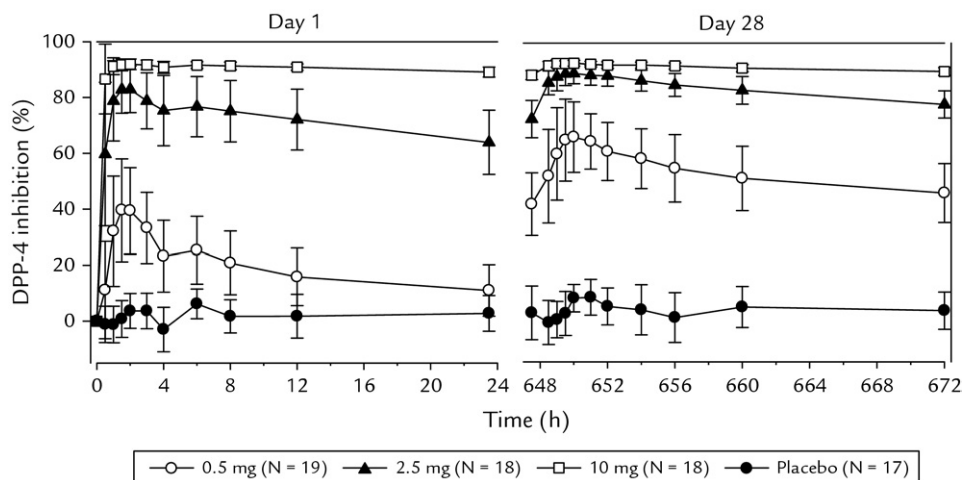 Day 1
Day 28
DPP-4 inhibition (%)
100
80
60
40
20
0
0 4 8 12 16 20 24
648 652 656 660 664 668 672
Time (h)
0.5 mg (N = 19) 2.5 mg (N = 18) 10 mg (N = 18) Placebo (N = 17)